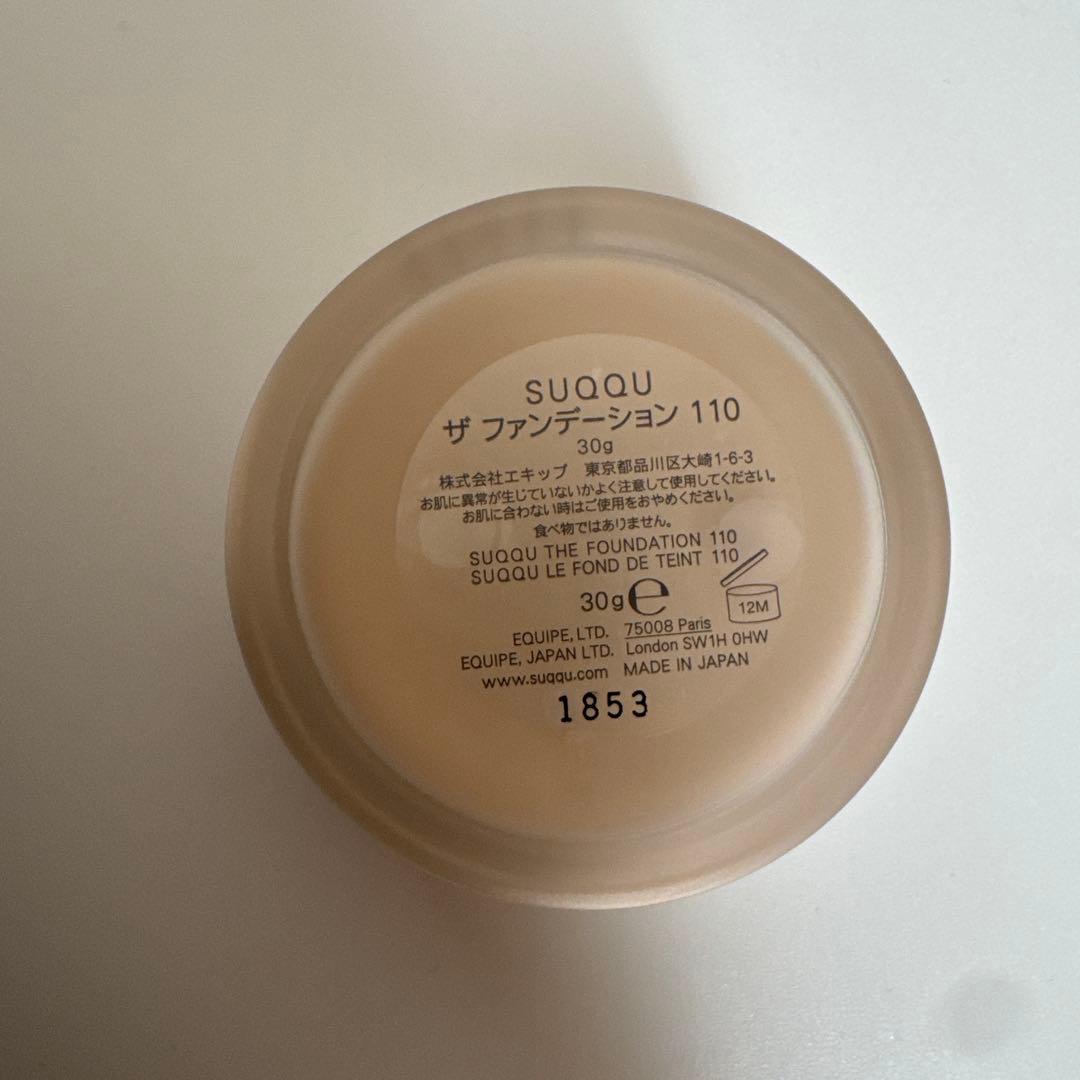 SUQQU
ザ ファンデーション 110
30g
株式会社エキップ 東京都品川区大崎1-6-3
お肌に異常が生じていないかよく注意して使用してください。
お肌に合わない時はご使用をおやめください。
食べ物ではありません。
SUQQU THE FOUNDATION 110
SUQQU LE FOND DE TEINT 110
30g℮ 12M
EQUIPE, LTD. 75008 Paris
EQUIPE, JAPAN LTD. London SW1H 0HW
www.suqqu.com MADE IN JAPAN
1853